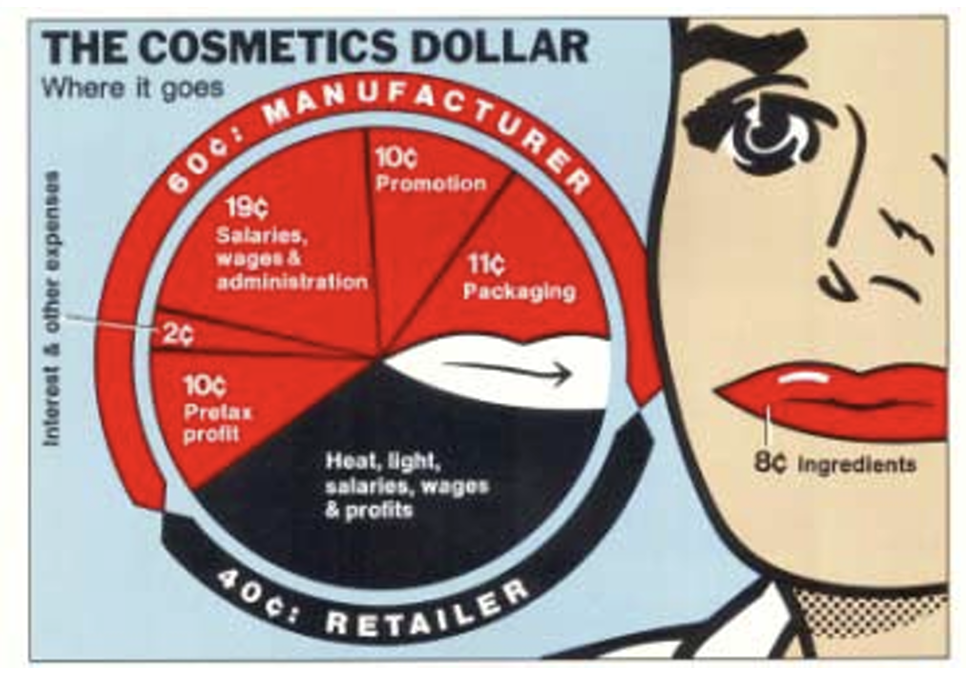 THE COSMETICS DOLLAR
Where it goes
60¢: MANUFACTURER
10¢
Promotion
19¢
Salaries,
wages &
administration
11¢
Packaging
Interest & other expenses
2¢
10¢
Pretax
profit
8¢ Ingredients
Heat, light,
salaries, wages
& profits
40¢: RETAILER